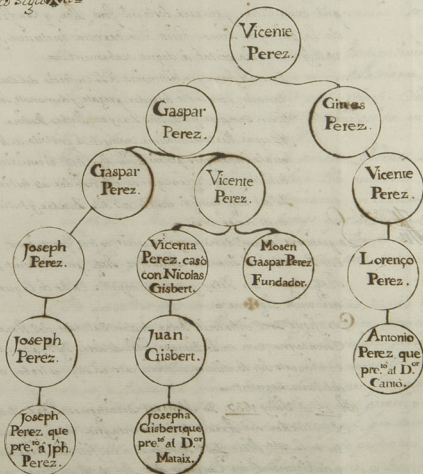 Vicente
Perez.
Gaspar
Perez.
Gines
Perez.
Gaspar
Perez.
Vicente
Perez.
Vicente
Perez.
Joseph
Perez.
Vicenta
Perez. casò
con Nicolas
Gisbert.
Mosen
Gaspar Perez
Fundador.
Lorenço
Perez.
Joseph
Perez.
Juan
Gisbert.
Antonio
Perez, que
pre.to al D.or
Cantó.
Joseph
Perez que
pre.to â Jph.
Perez.
Josepha
Gisbert que
pre.to al D.or
Mataix.